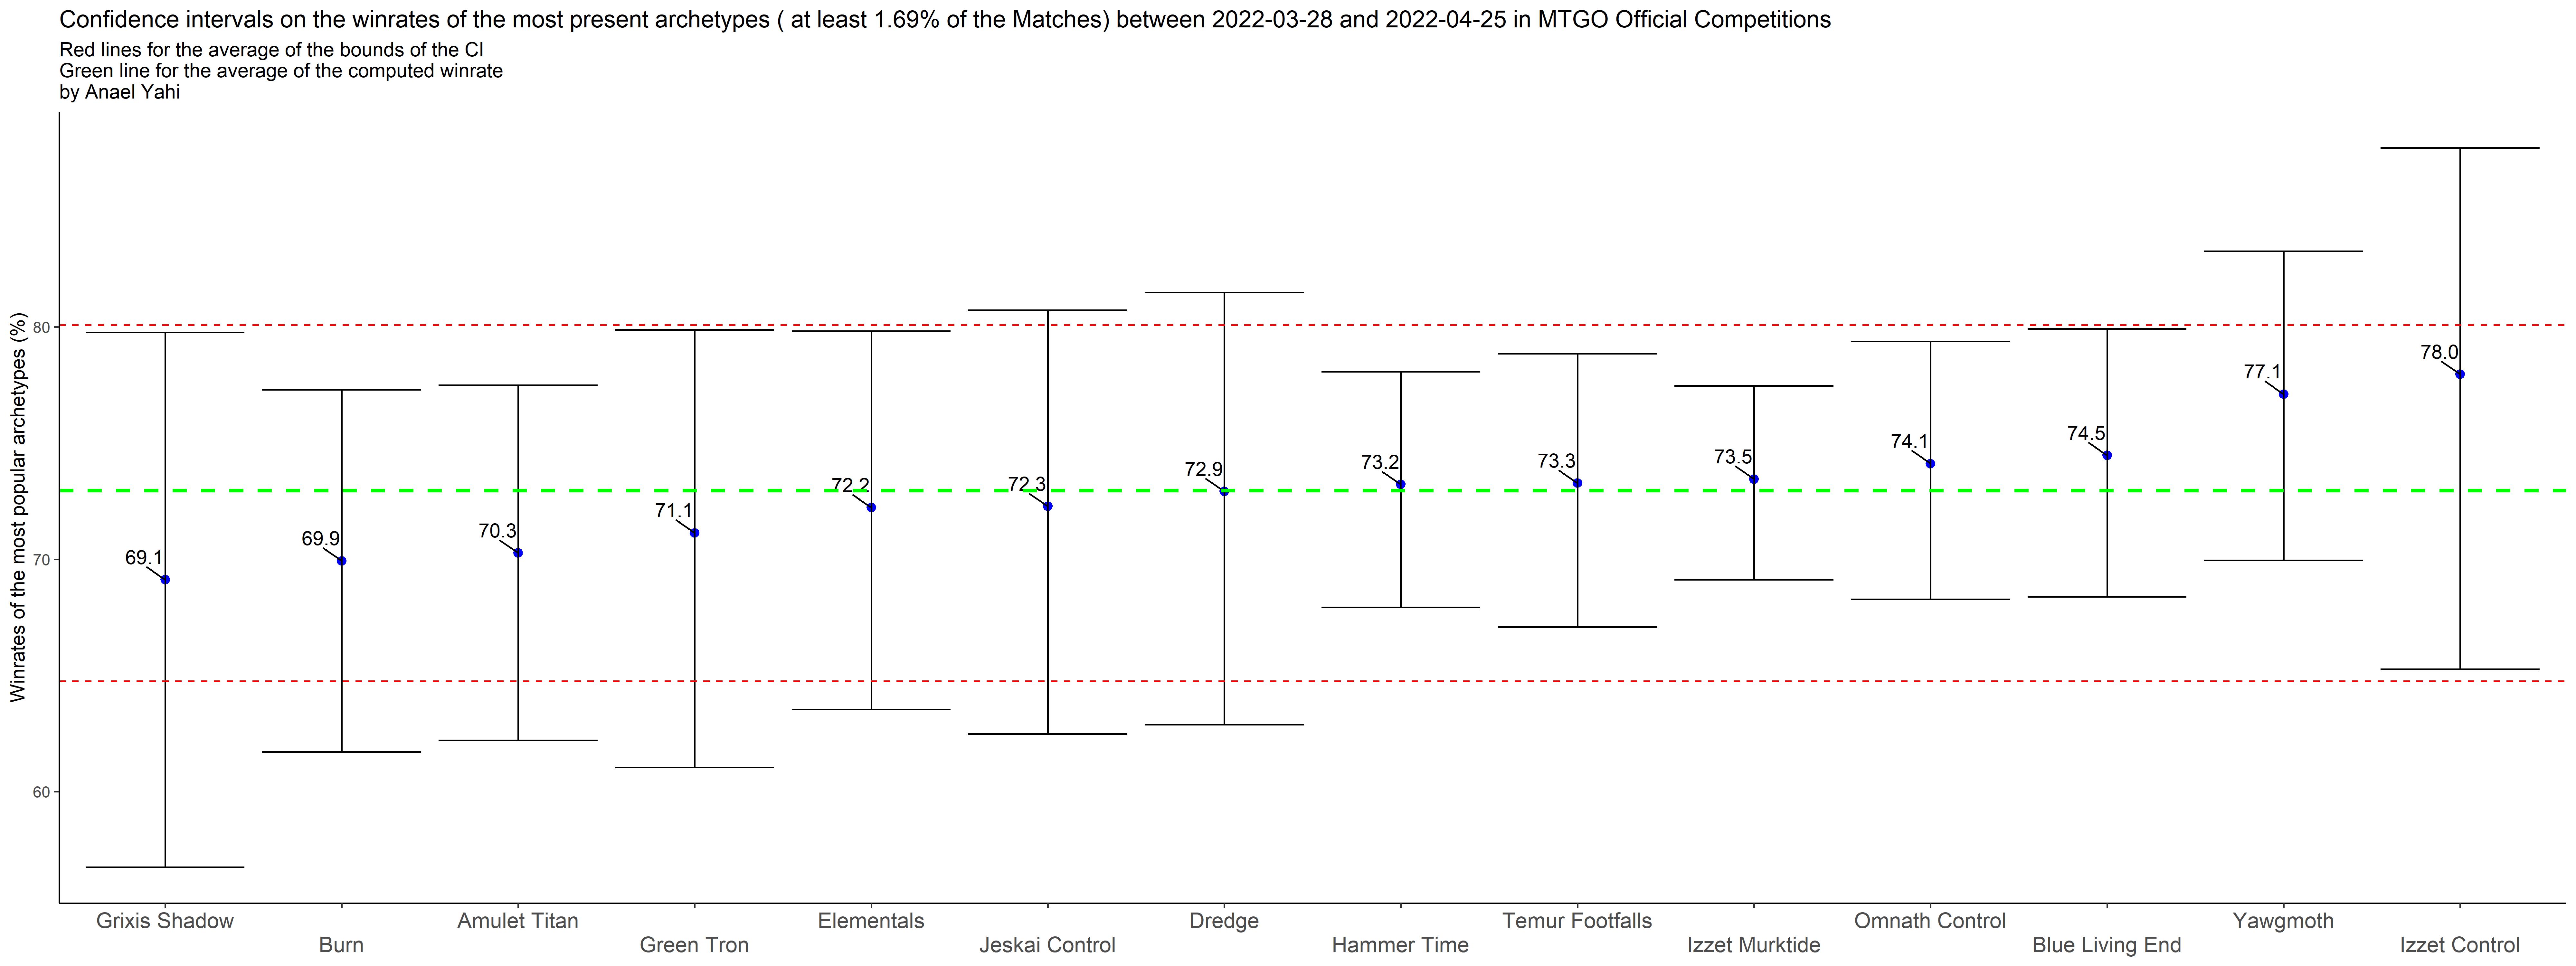 Confidence intervals on the winrates of the most present archetypes ( at least 1.69% of the Matches) between 2022-03-28 and 2022-04-25 in MTGO Official Competitions
Red lines for the average of the bounds of the CI
Green line for the average of the computed winrate
by Anael Yahi
Winrates of the most popular archetypes (%)
80
70
60
69.1
69.9
70.3
71.1
72.2
72.3
72.9
73.2
73.3
73.5
74.1
74.5
77.1
78.0
Grixis Shadow
Burn
Amulet Titan
Green Tron
Elementals
Jeskai Control
Dredge
Hammer Time
Temur Footfalls
Izzet Murktide
Omnath Control
Blue Living End
Yawgmoth
Izzet Control